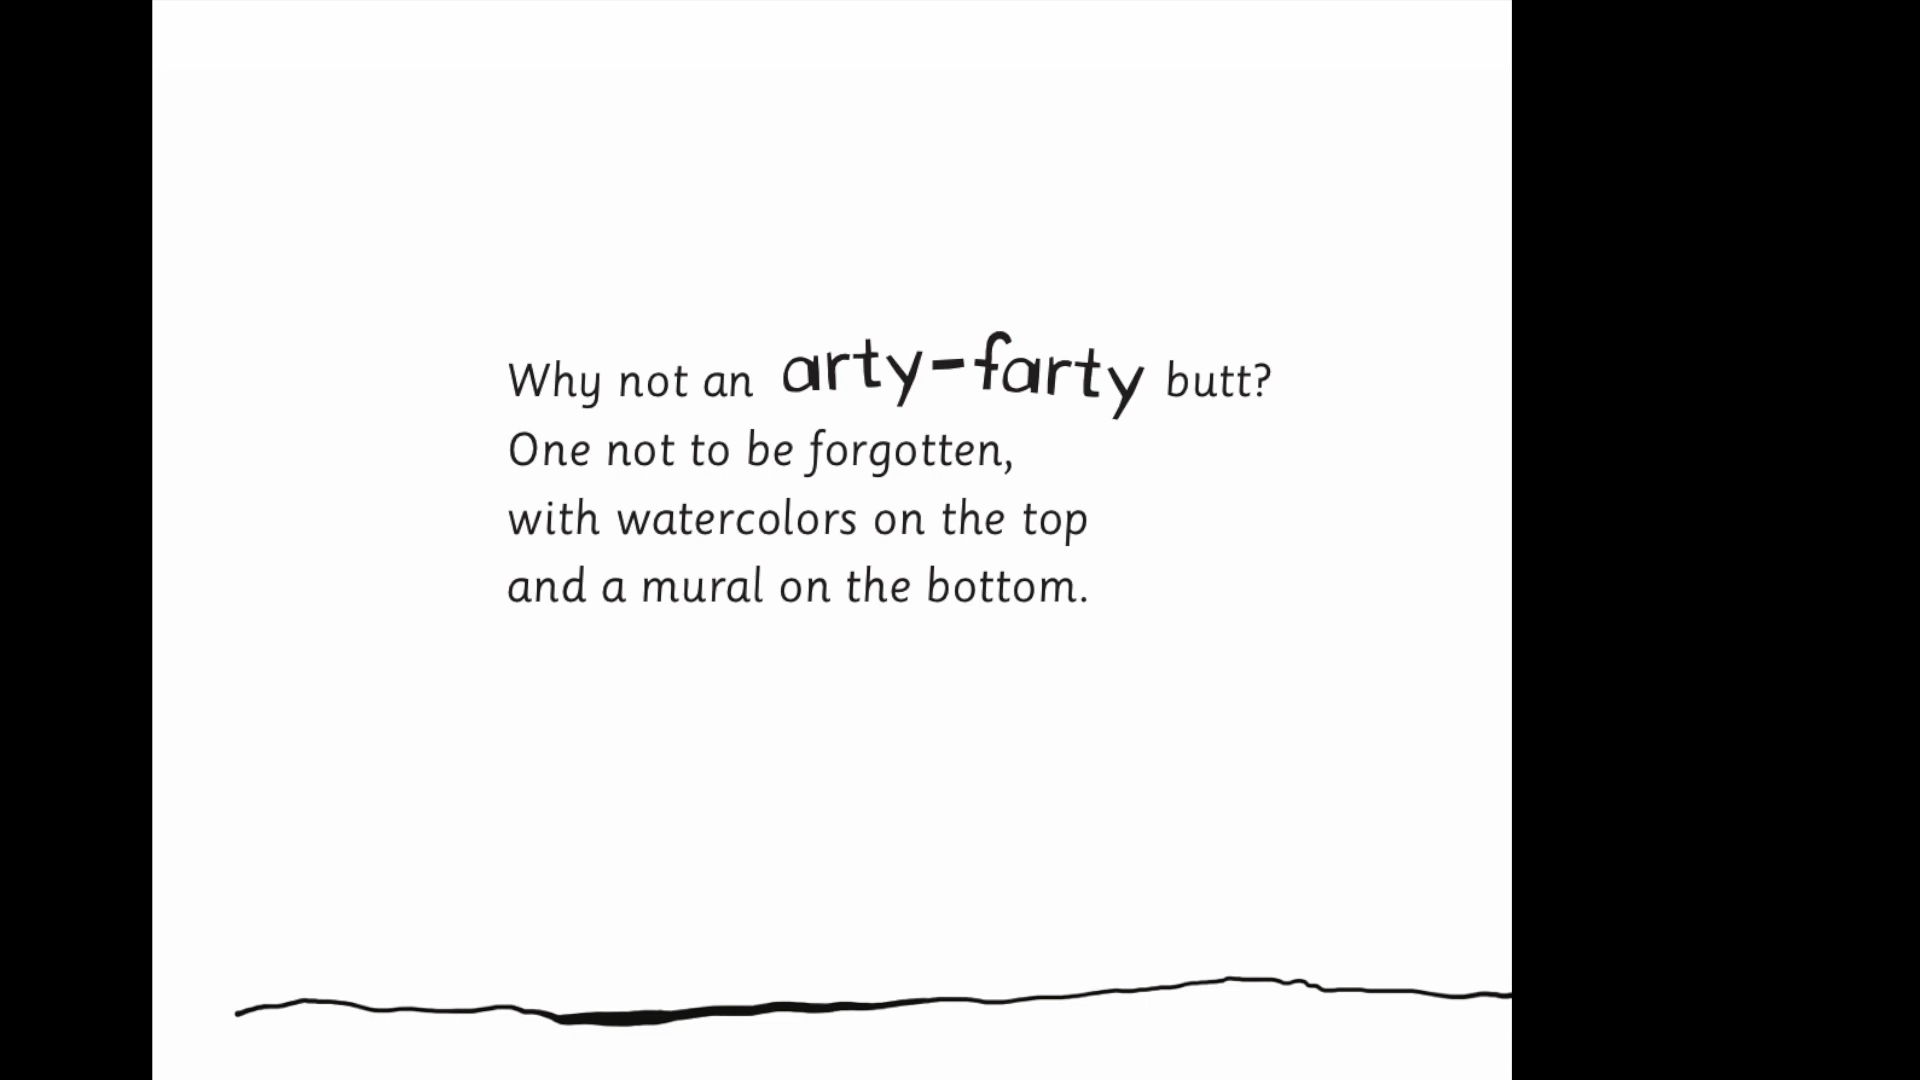 Why not an arty-farty butt?
One not to be forgotten,
with watercolors on the top
and a mural on the bottom.